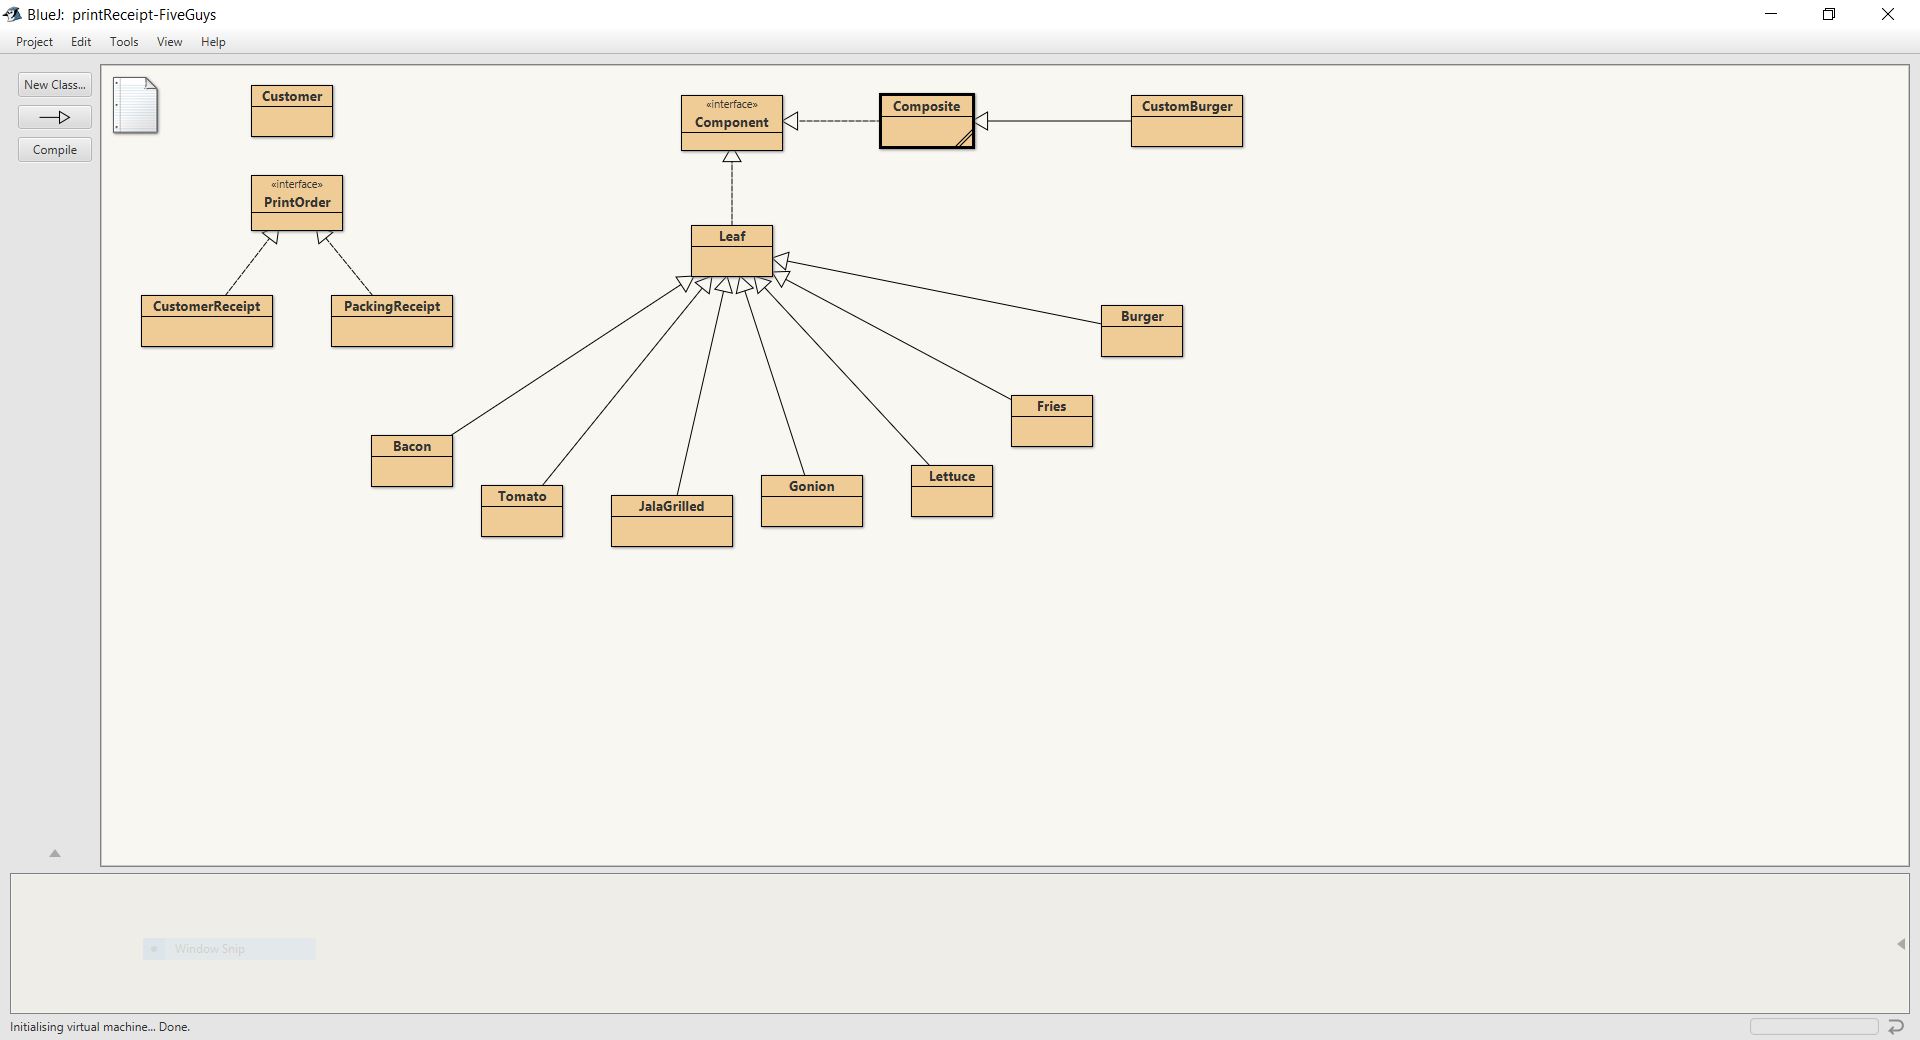 BlueJ: printReceipt-FiveGuys
Project Edit Tools View Help
New Class...
Compile
Customer
«interface»
Component
Composite
CustomBurger
«interface»
PrintOrder
Leaf
CustomerReceipt
PackingReceipt
Burger
Fries
Bacon
Tomato
JalaGrilled
Gonion
Lettuce
Window Snip
Initialising virtual machine... Done.